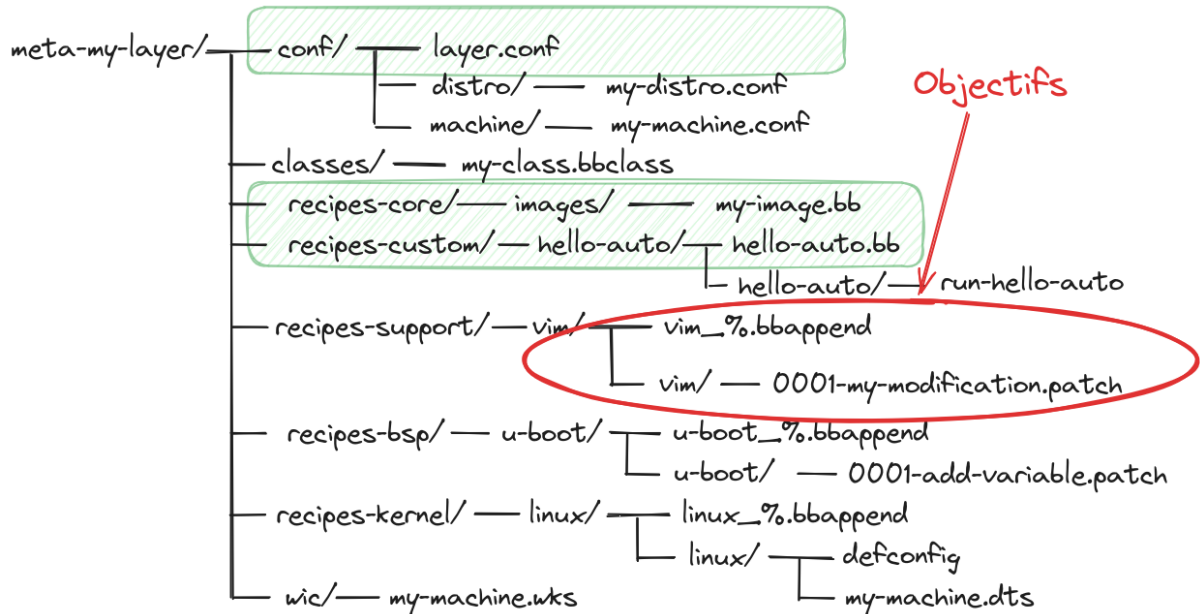 meta-my-layer/ conf/ layer.conf
distro/ my-distro.conf
Objectifs
machine/ my-machine.conf
classes/ my-class.bbclass
recipes-core/ images/ my-image.bb
recipes-custom/ hello-auto/ hello-auto.bb
hello-auto/ run-hello-auto
recipes-support/ vim/ vim_%.bbappend
vim/ 0001-my-modification.patch
recipes-bsp/ u-boot/ u-boot_%.bbappend
u-boot/ 0001-add-variable.patch
recipes-kernel/ linux/ linux_%.bbappend
linux/ defconfig
wic/ my-machine.wks my-machine.dts